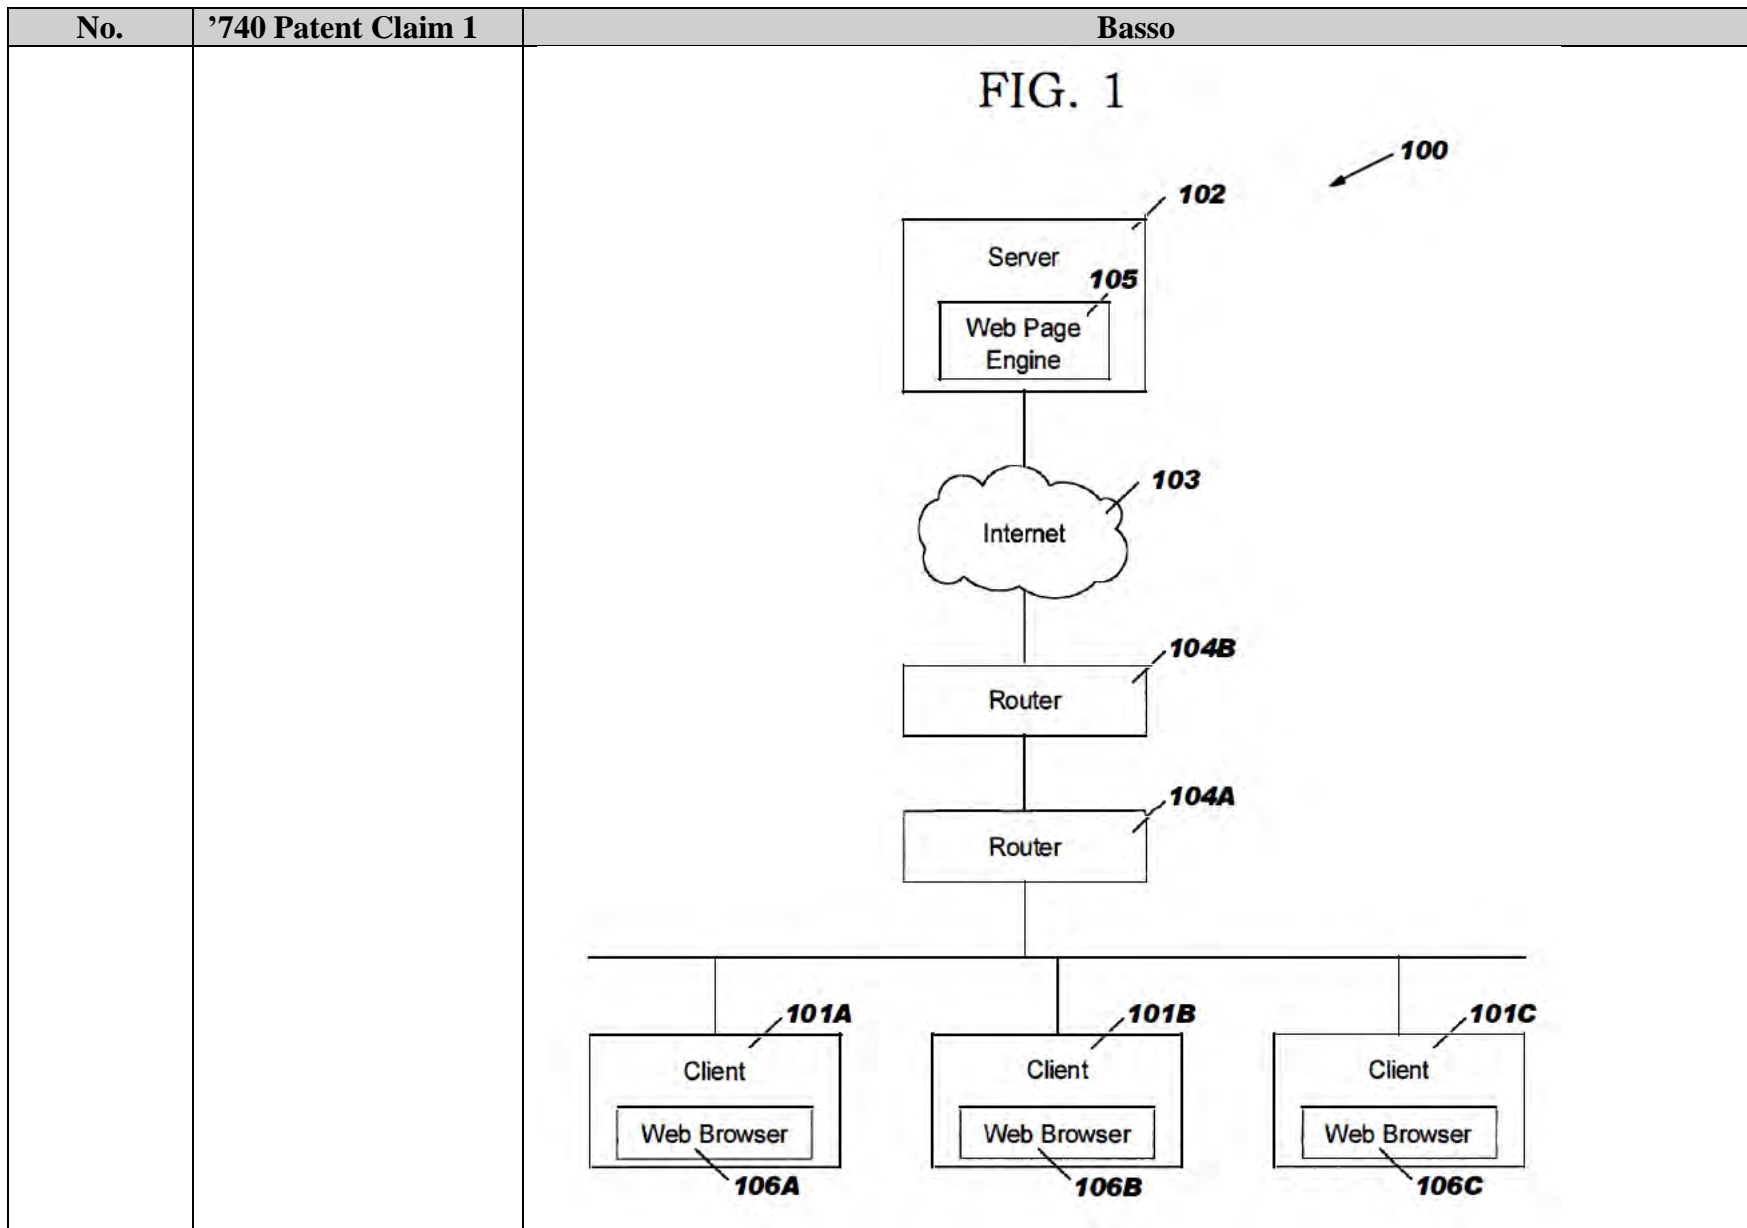 No. ’740 Patent Claim 1 Basso
FIG. 1
100
102
Server
105
Web Page
Engine
103
Internet
104B
Router
104A
Router
101A 101B 101C
Client Client Client
Web Browser Web Browser Web Browser
106A 106B 106C